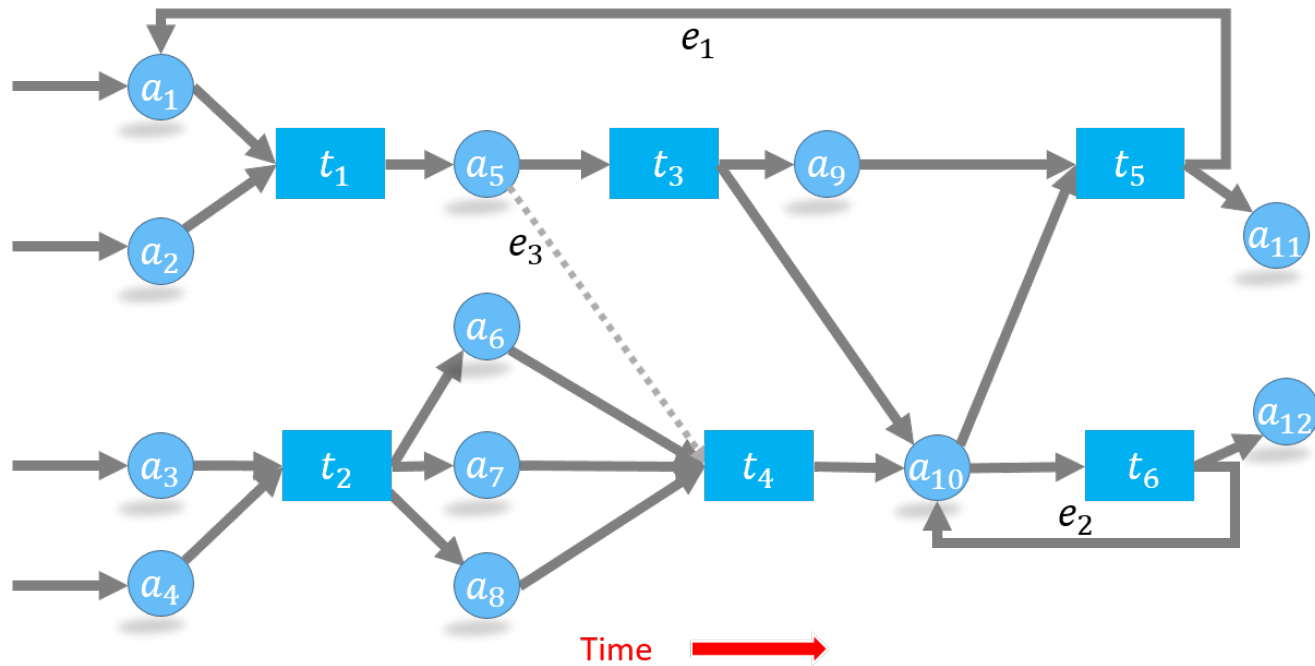 e₁
a₁
t₁
a₅
t₃
a₉
t₅
a₂
e₃
a₁₁
a₆
a₃
t₂
a₇
t₄
a₁₀
t₆
a₁₂
e₂
a₄
a₈
Time